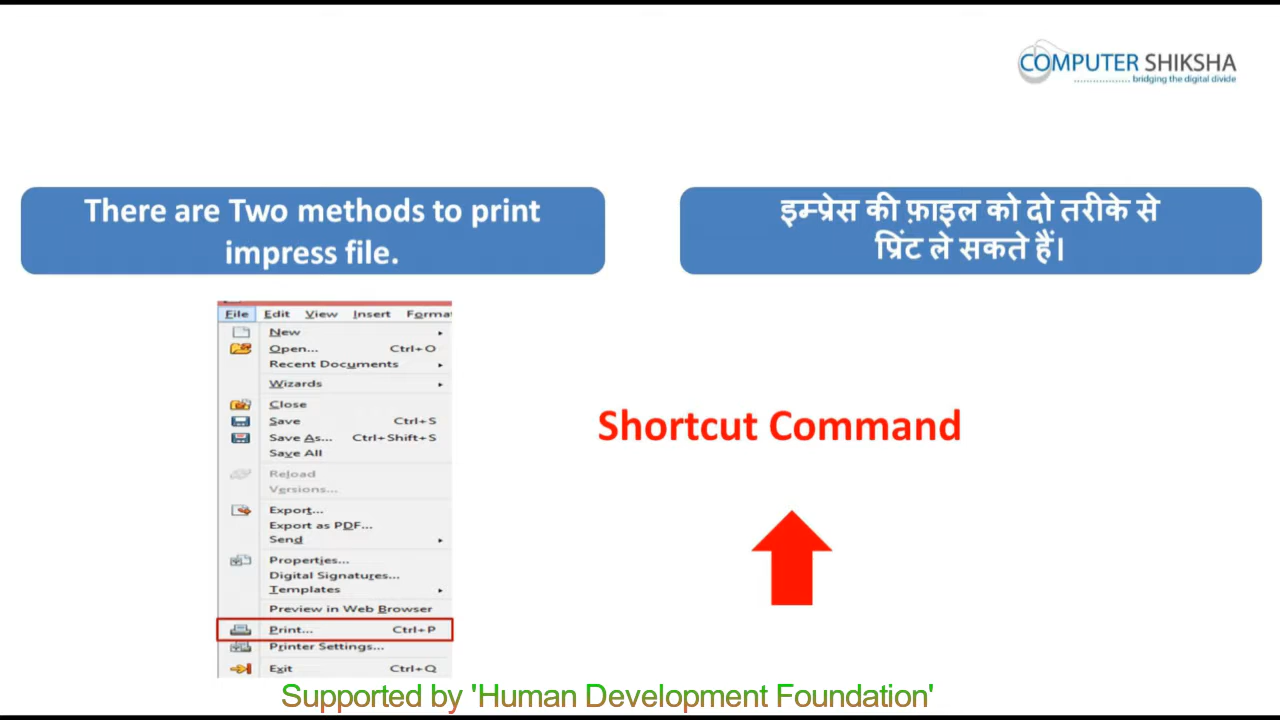 COMPUTER SHIKSHA
bridging the digital divide
There are Two methods to print
impress file.
इम्प्रेस की फ़ाइल को दो तरीके से
प्रिंट ले सकते हैं।
File Edit View Insert Forma
New
Open... Ctrl+O
Recent Documents
Wizards
Close
Save Ctrl+S
Save As... Ctrl+Shift+S
Save All
Reload
Versions...
Export...
Export as PDF...
Send
Properties...
Digital Signatures...
Templates
Preview in Web Browser
Print... Ctrl+P
Printer Settings...
Exit Ctrl+Q
Shortcut Command
Supported by 'Human Development Foundation'